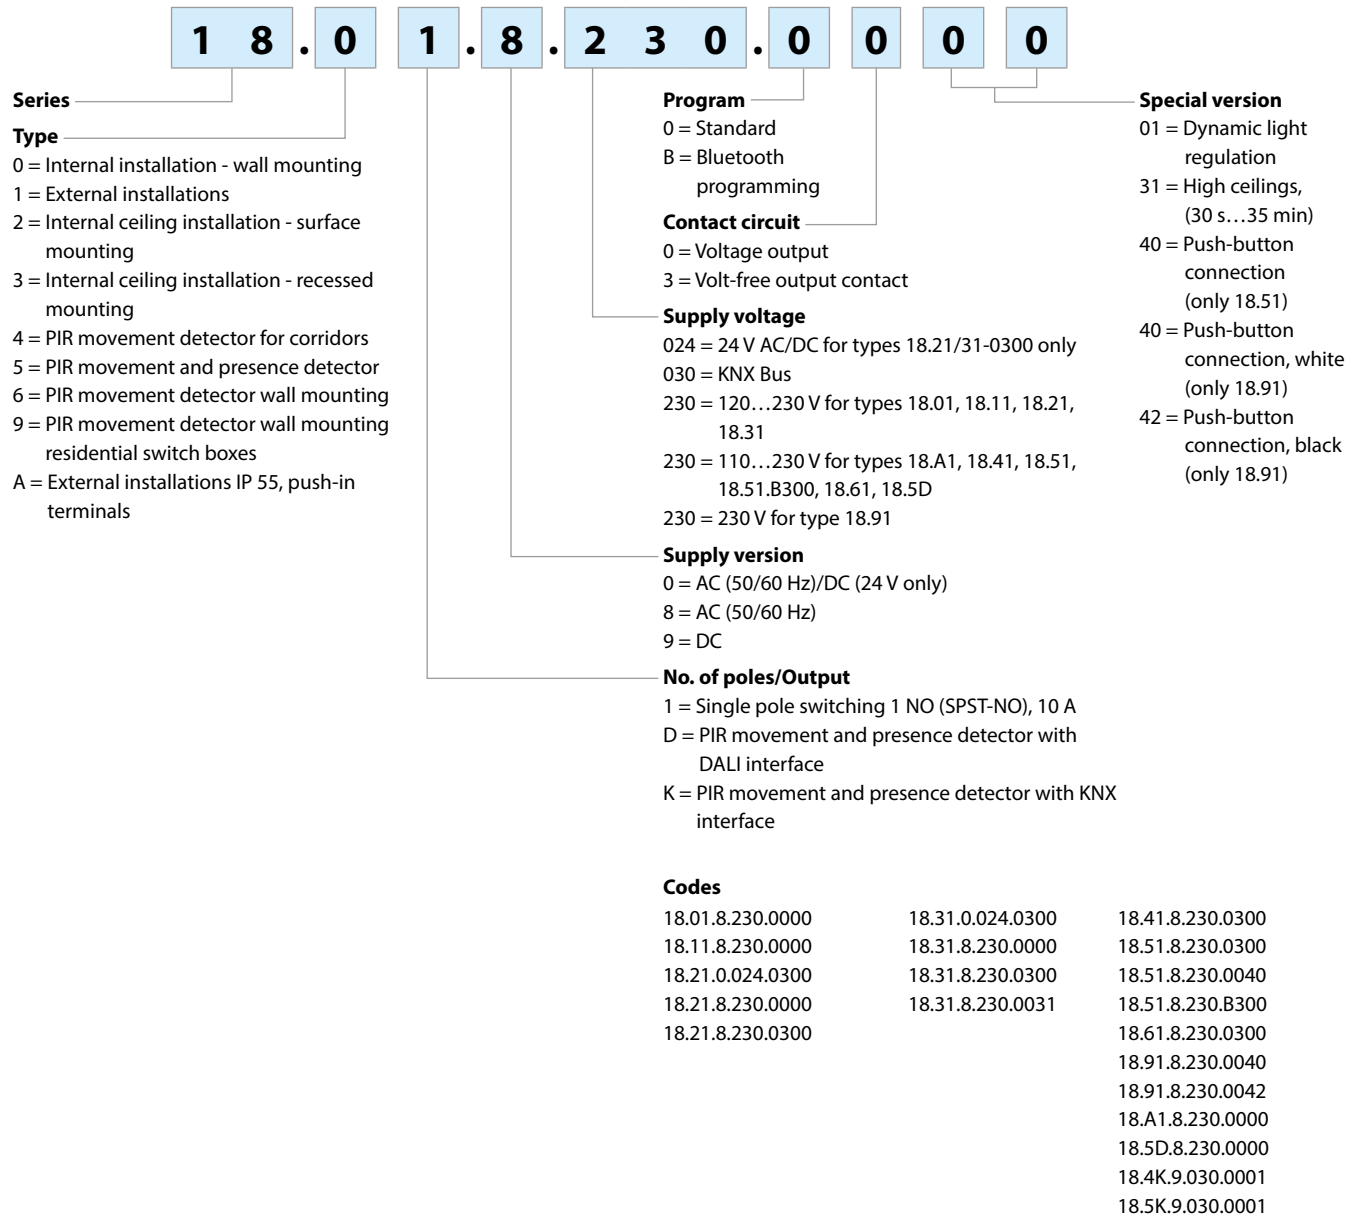 1 8 . 0 1 . 8 . 2 3 0 . 0 0 0 0
Series
Type
0 = Internal installation - wall mounting
1 = External installations
2 = Internal ceiling installation - surface
mounting
3 = Internal ceiling installation - recessed
mounting
4 = PIR movement detector for corridors
5 = PIR movement and presence detector
6 = PIR movement detector wall mounting
9 = PIR movement detector wall mounting
residential switch boxes
A = External installations IP 55, push-in
terminals
Program
0 = Standard
B = Bluetooth
programming
Contact circuit
0 = Voltage output
3 = Volt-free output contact
Supply voltage
024 = 24 V AC/DC for types 18.21/31-0300 only
030 = KNX Bus
230 = 120…230 V for types 18.01, 18.11, 18.21,
18.31
230 = 110…230 V for types 18.A1, 18.41, 18.51,
18.51.B300, 18.61, 18.5D
230 = 230 V for type 18.91
Supply version
0 = AC (50/60 Hz)/DC (24 V only)
8 = AC (50/60 Hz)
9 = DC
No. of poles/Output
1 = Single pole switching 1 NO (SPST-NO), 10 A
D = PIR movement and presence detector with
DALI interface
K = PIR movement and presence detector with KNX
interface
Special version
01 = Dynamic light
regulation
31 = High ceilings,
(30 s…35 min)
40 = Push-button
connection
(only 18.51)
40 = Push-button
connection, white
(only 18.91)
42 = Push-button
connection, black
(only 18.91)
Codes
18.01.8.230.0000
18.11.8.230.0000
18.21.0.024.0300
18.21.8.230.0000
18.21.8.230.0300
18.31.0.024.0300
18.31.8.230.0000
18.31.8.230.0300
18.31.8.230.0031
18.41.8.230.0300
18.51.8.230.0300
18.51.8.230.0040
18.51.8.230.B300
18.61.8.230.0300
18.91.8.230.0040
18.91.8.230.0042
18.A1.8.230.0000
18.5D.8.230.0000
18.4K.9.030.0001
18.5K.9.030.0001